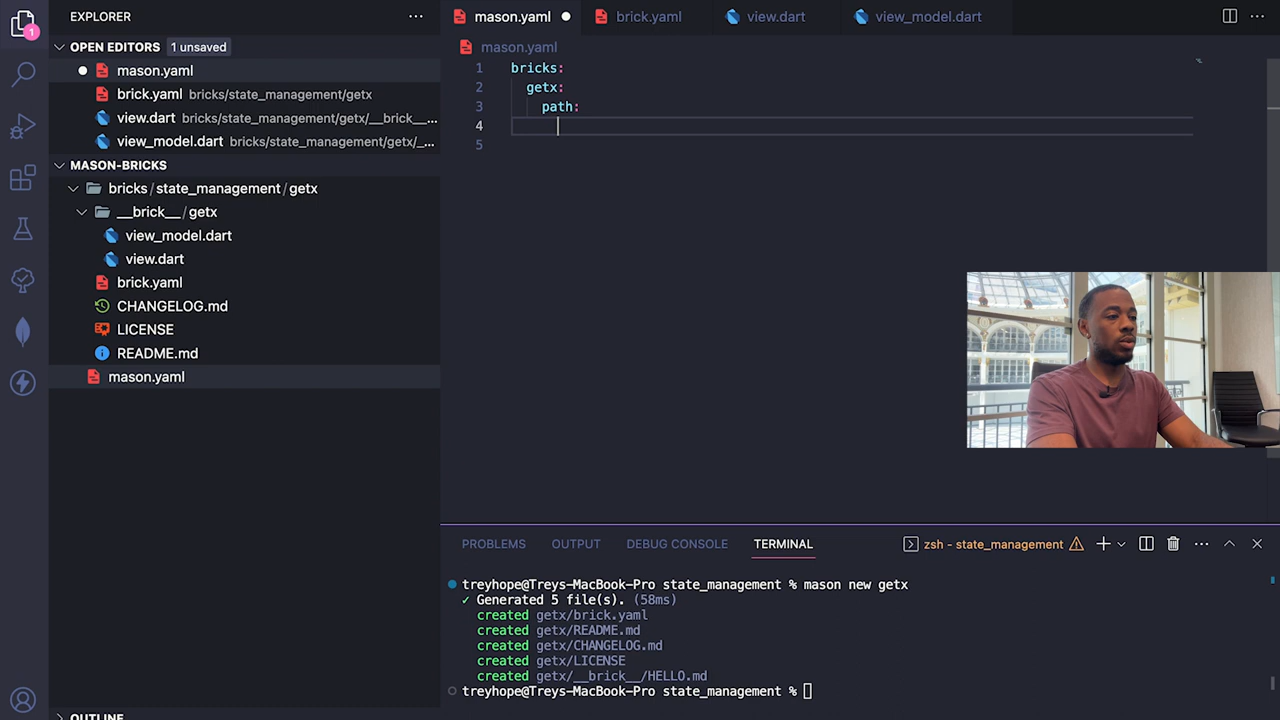 EXPLORER
OPEN EDITORS 1 unsaved
mason.yaml
brick.yaml bricks/state_management/getx
view.dart bricks/state_management/getx/__brick__...
view_model.dart bricks/state_management/getx/_...
MASON-BRICKS
bricks / state_management / getx
__brick__ / getx
view_model.dart
view.dart
brick.yaml
CHANGELOG.md
LICENSE
README.md
mason.yaml
OUTLINE
1
mason.yaml brick.yaml view.dart view_model.dart
mason.yaml
1 bricks:
2 getx:
3 path:
4
5
PROBLEMS OUTPUT DEBUG CONSOLE TERMINAL zsh - state_management
treyhope@Treys-MacBook-Pro state_management % mason new getx
✓ Generated 5 file(s). (58ms)
created getx/brick.yaml
created getx/README.md
created getx/CHANGELOG.md
created getx/LICENSE
created getx/__brick__/HELLO.md
treyhope@Treys-MacBook-Pro state_management %